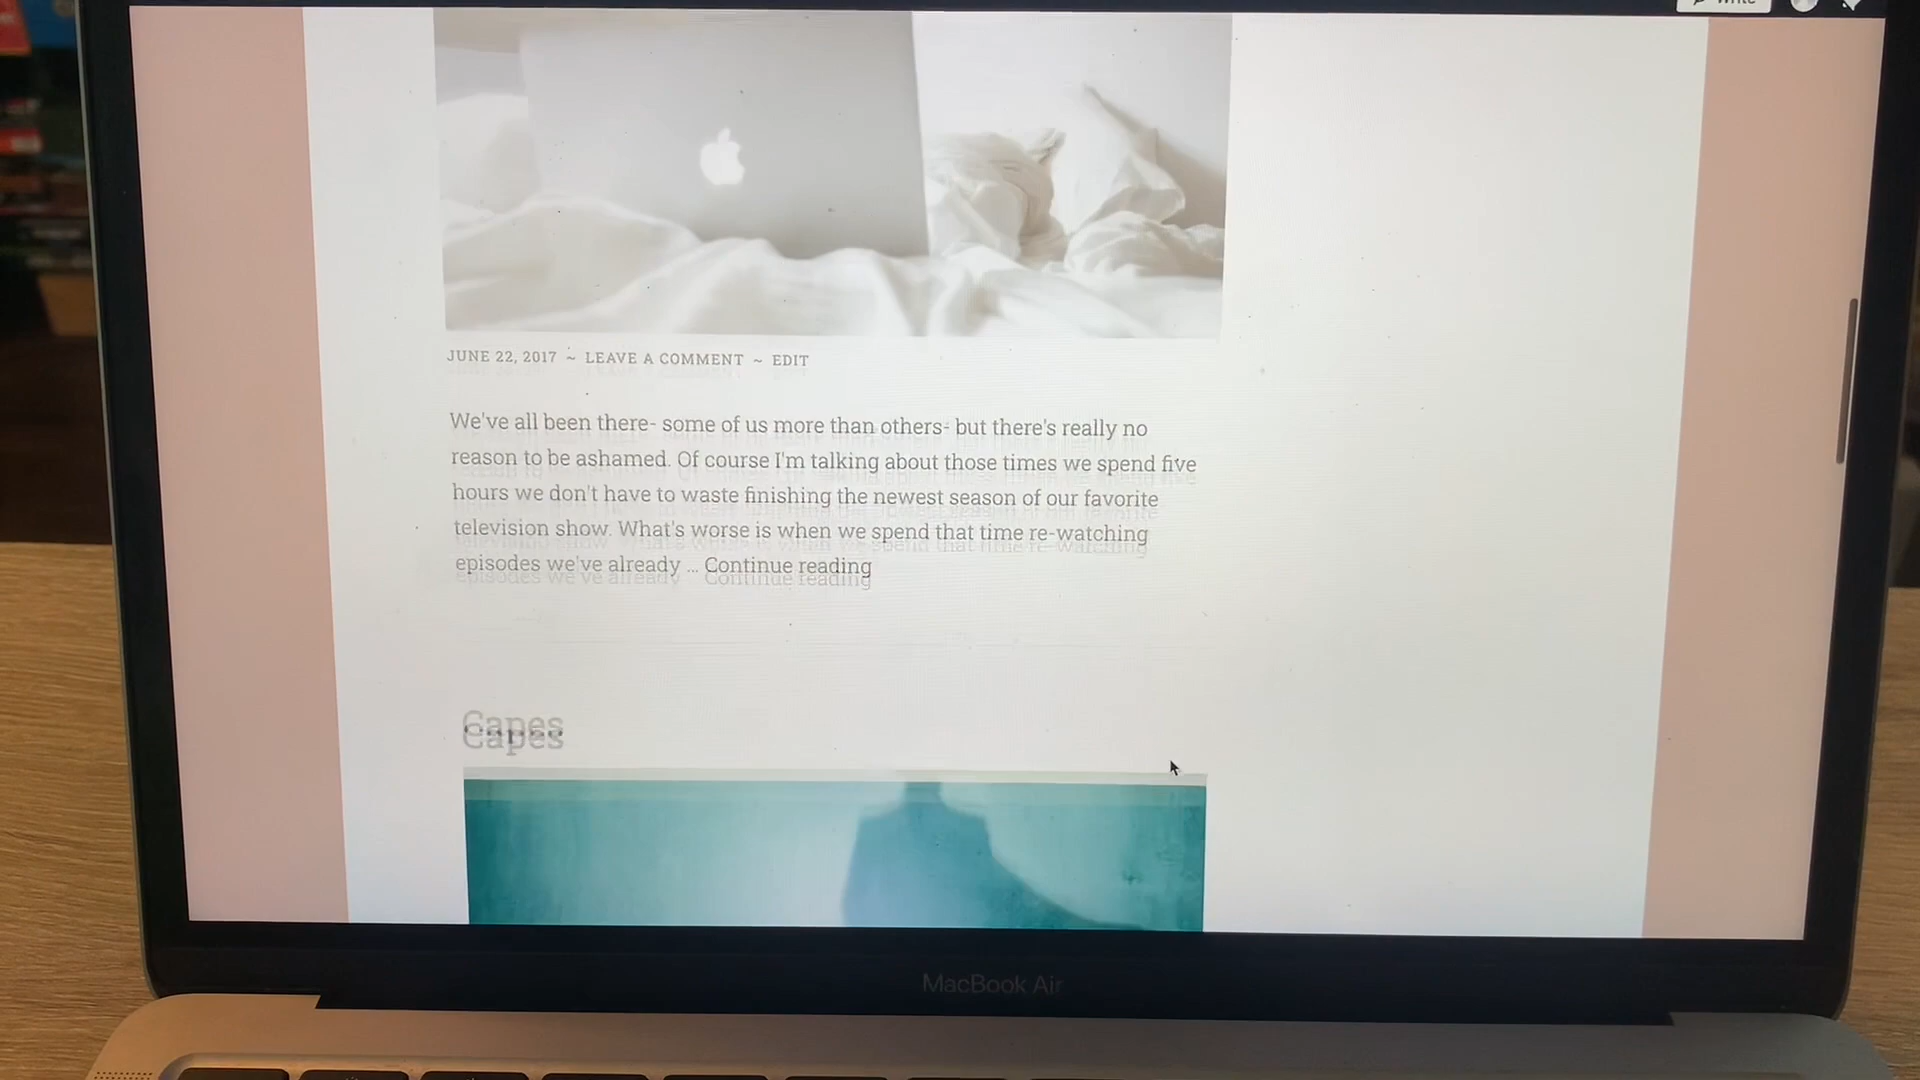 Write
JUNE 22, 2017 ~ LEAVE A COMMENT ~ EDIT
We've all been there- some of us more than others- but there's really no
reason to be ashamed. Of course I'm talking about those times we spend five
hours we don't have to waste finishing the newest season of our favorite
television show. What's worse is when we spend that time re-watching
episodes we've already ... Continue reading
Capes
MacBook Air